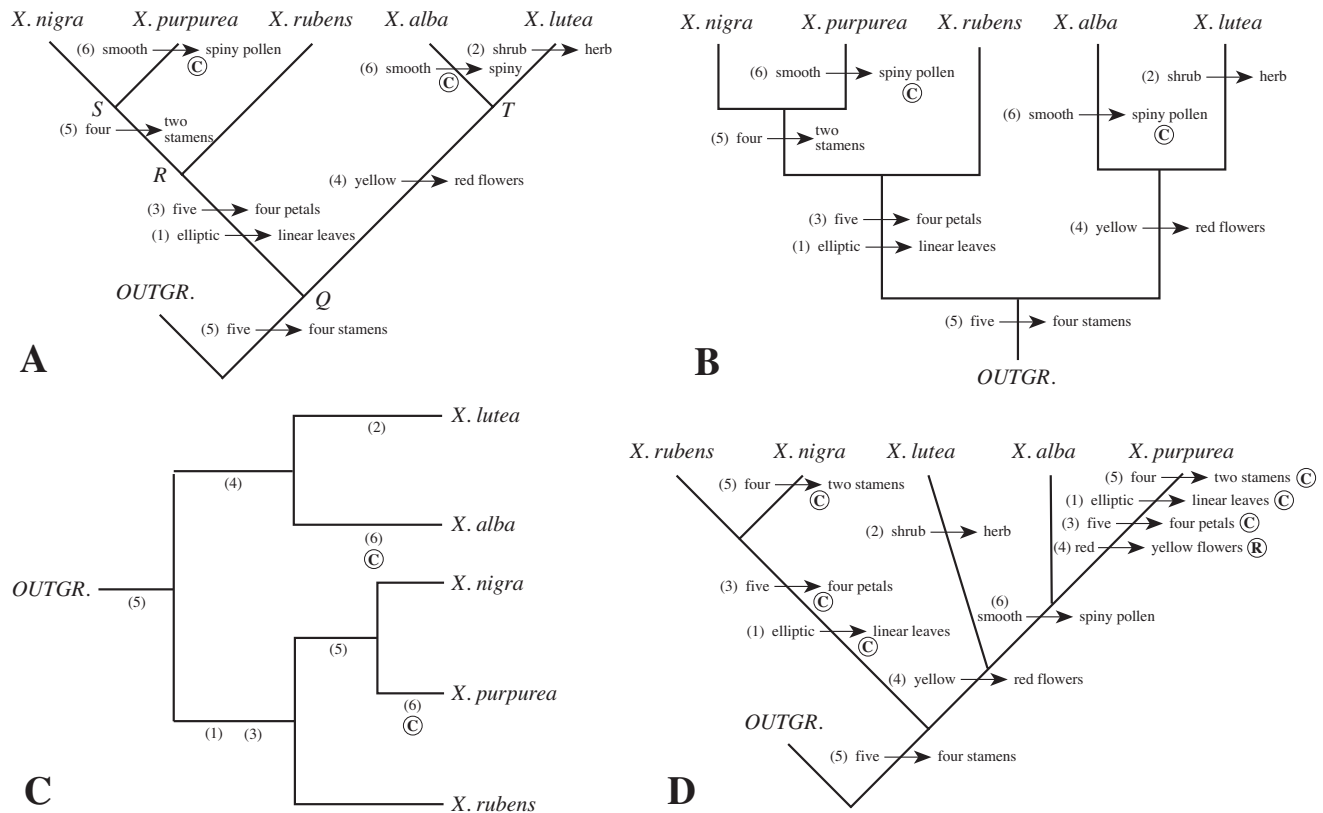 X. nigra X. purpurea X. rubens X. alba X. lutea
(6) smooth spiny pollen
C
(2) shrub herb
(6) smooth spiny
C
S
T
(5) four two
stamens
R
(4) yellow red flowers
(3) five four petals
(1) elliptic linear leaves
OUTGR.
Q
(5) five four stamens
A
X. nigra X. purpurea X. rubens X. alba X. lutea
(6) smooth spiny pollen
C
(2) shrub herb
(6) smooth spiny pollen
C
(5) four two
stamens
(3) five four petals
(4) yellow red flowers
(1) elliptic linear leaves
(5) five four stamens
B
OUTGR.
X. lutea
(2)
(4)
X. alba
(6)
C
X. nigra
OUTGR.
(5)
(5)
X. purpurea
(6)
C
(1) (3)
X. rubens
C
X. rubens X. nigra X. lutea X. alba X. purpurea
(5) four two stamens C
(5) four two stamens
C
(1) elliptic linear leaves C
(3) five four petals C
(2) shrub herb
(4) red yellow flowers R
(3) five four petals
C
(6)
smooth spiny pollen
(1) elliptic linear leaves
C
(4) yellow red flowers
OUTGR.
(5) five four stamens
D